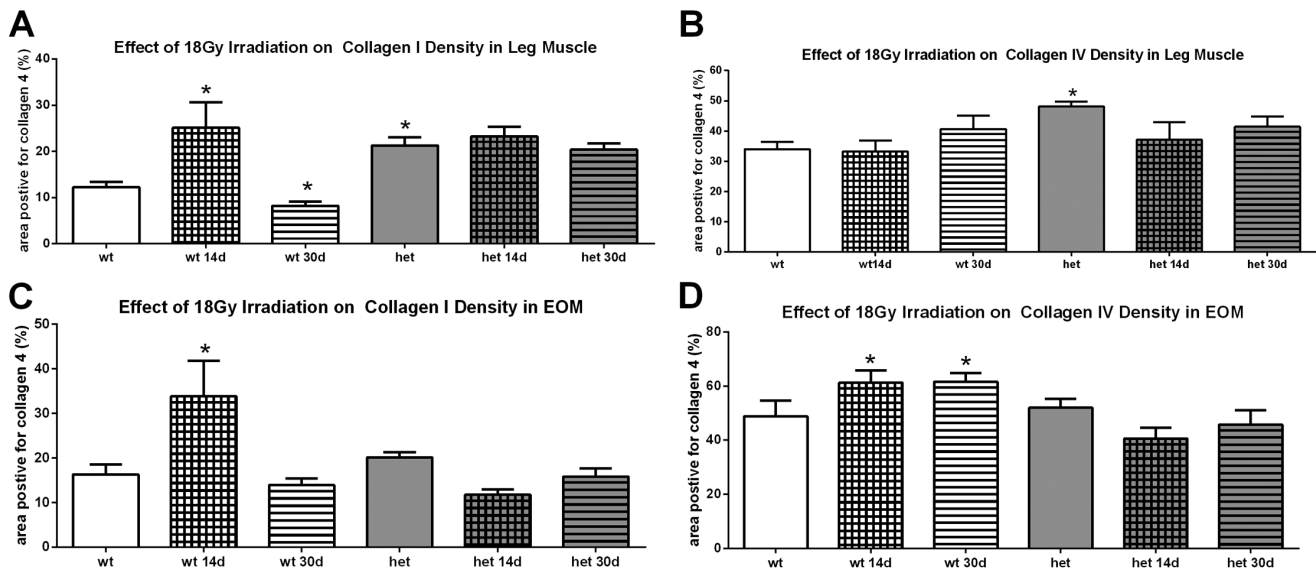 A
Effect of 18Gy Irradiation on Collagen I Density in Leg Muscle
area postive for collagen 4 (%)
40
30
20
10
0
*
*
*
wt
wt 14d
wt 30d
het
het 14d
het 30d
B
Effect of 18Gy Irradiation on Collagen IV Density in Leg Muscle
area postive for collagen 4 (%)
60
50
40
30
20
10
0
*
wt
wt14d
wt 30d
het
het 14d
het 30d
C
Effect of 18Gy Irradiation on Collagen I Density in EOM
area postive for collagen 4 (%)
50
40
30
20
10
0
*
wt
wt 14d
wt 30d
het
het 14d
het 30d
D
Effect of 18Gy Irradiation on Collagen IV Density in EOM
area postive for collagen 4 (%)
80
60
40
20
0
*
*
wt
wt 14d
wt 30d
het
het 14d
het 30d